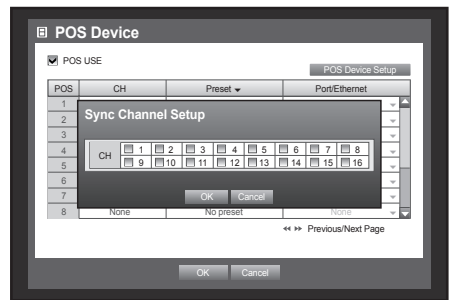 POS Device
POS USE
POS Device Setup
POS CH Preset Port/Ethernet
1
Sync Channel Setup
2
3
4
CH 1 2 3 4 5 6 7 8
9 10 11 12 13 14 15 16
5
6
7
OK Cancel
8 None No preset None
Previous/Next Page
OK Cancel